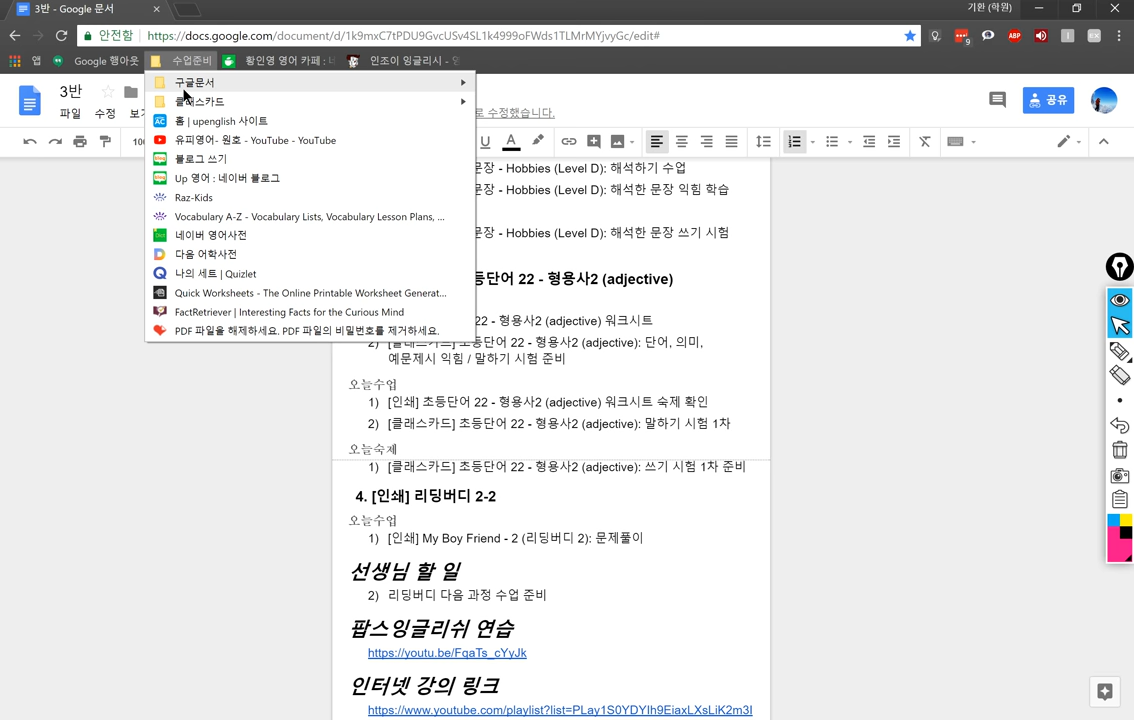 3반 - Google 문서
기환 (학원)
안전함
https://docs.google.com/document/d/1k9mxC7tPDU9GvcUSv4SL1k4999oFWds1TLMrMYjvyGc/edit#
앱
Google 행아웃
수업준비
황인영 영어 카페 : 네
인조이 잉글리시 - 영
3반
파일 수정 보기
로 수정했습니다.
공유
100
구글문서
클래스카드
홈 | upenglish 사이트
유피영어- 원호 - YouTube - YouTube
블로그 쓰기
Up 영어 : 네이버 블로그
Raz-Kids
Vocabulary A-Z - Vocabulary Lists, Vocabulary Lesson Plans, ...
네이버 영어사전
다음 어학사전
나의 세트 | Quizlet
Quick Worksheets - The Online Printable Worksheet Generat...
FactRetriever | Interesting Facts for the Curious Mind
PDF 파일을 해제하세요. PDF 파일의 비밀번호를 제거하세요.
문장 - Hobbies (Level D): 해석하기 수업
문장 - Hobbies (Level D): 해석한 문장 익힘 학습
문장 - Hobbies (Level D): 해석한 문장 쓰기 시험
등단어 22 - 형용사2 (adjective)
22 - 형용사2 (adjective) 워크시트
2) [클래스카드] 초등단어 22 - 형용사2 (adjective): 단어, 의미,
예문제시 익힘 / 말하기 시험 준비
오늘수업
1) [인쇄] 초등단어 22 - 형용사2 (adjective) 워크시트 숙제 확인
2) [클래스카드] 초등단어 22 - 형용사2 (adjective): 말하기 시험 1차
오늘숙제
1) [클래스카드] 초등단어 22 - 형용사2 (adjective): 쓰기 시험 1차 준비
4. [인쇄] 리딩버디 2-2
오늘수업
1) [인쇄] My Boy Friend - 2 (리딩버디 2): 문제풀이
선생님 할 일
2) 리딩버디 다음 과정 수업 준비
팝스잉글리쉬 연습
https://youtu.be/FqaTs_cYyJk
인터넷 강의 링크
https://www.youtube.com/playlist?list=PLay1S0YDYIh9EiaxLXsLiK2m3I